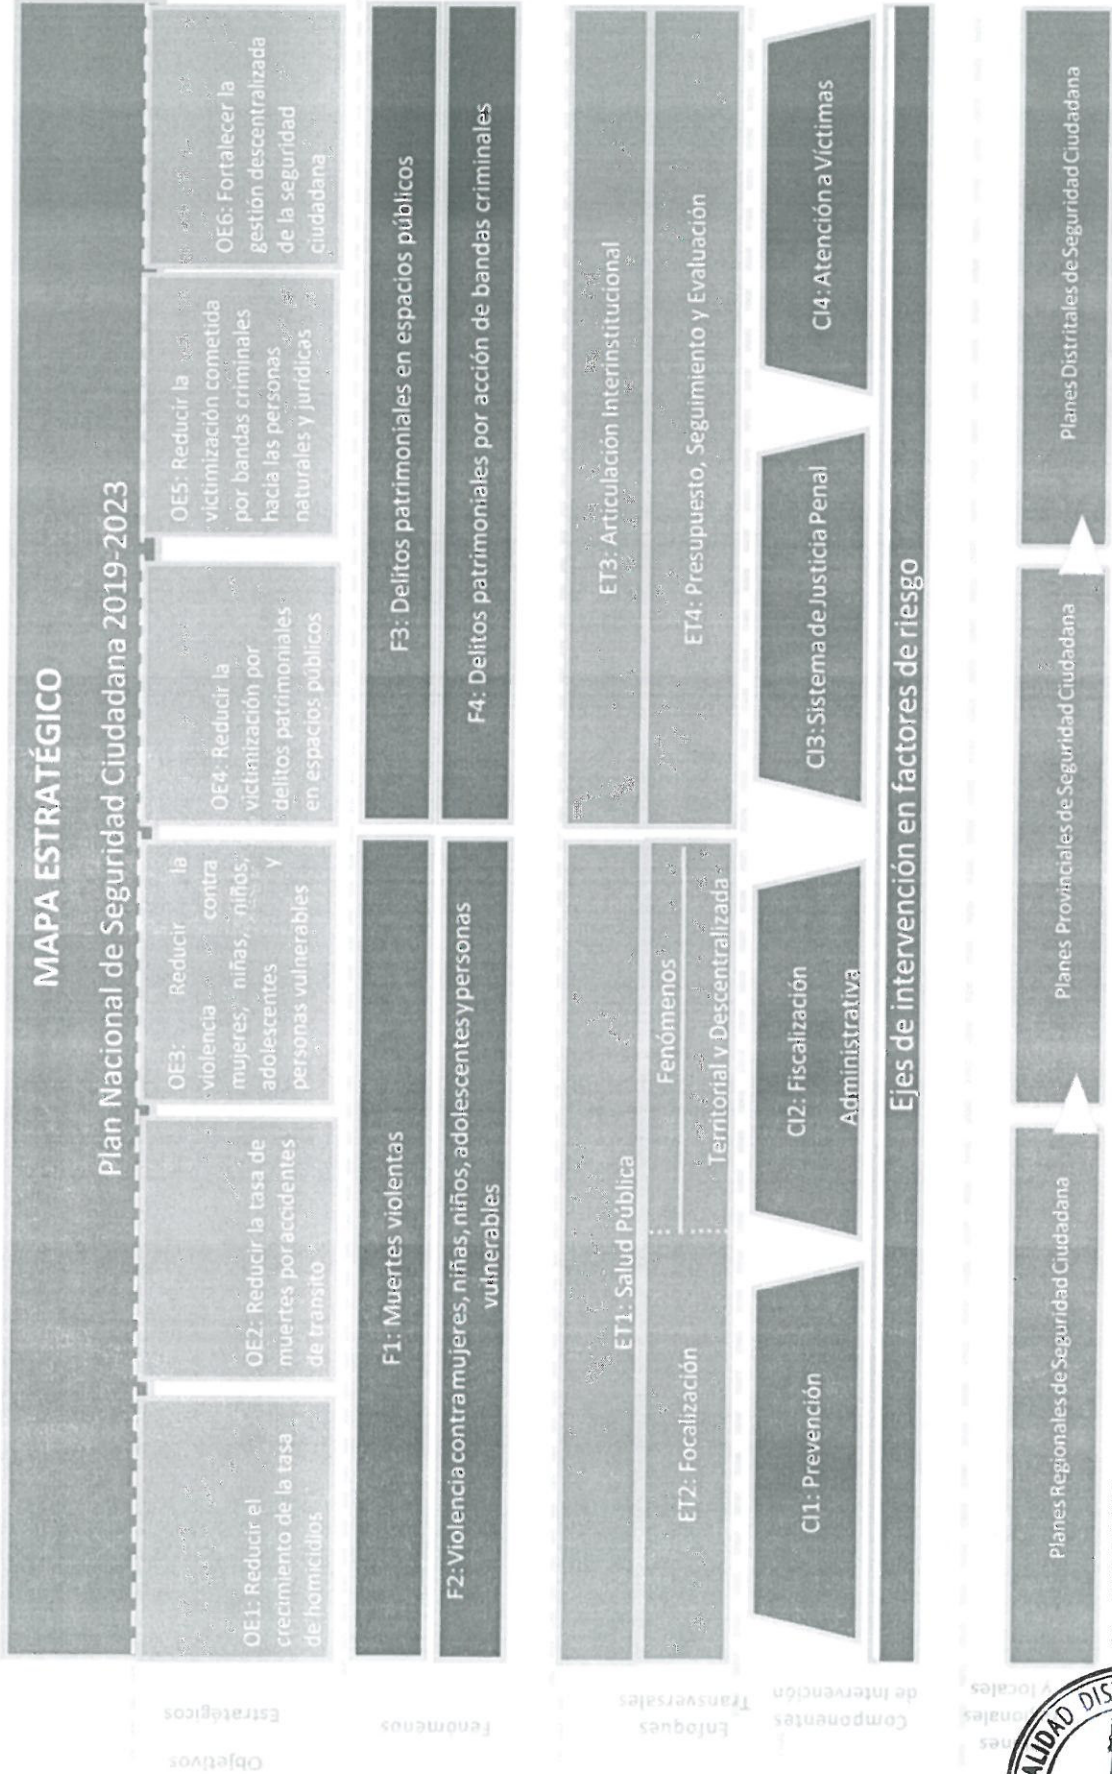 MAPA ESTRATÉGICO
Plan Nacional de Seguridad Ciudadana 2019-2023
Objetivos
Estratégicos
OE1: Reducir el
crecimiento de la tasa
de homicidios
OE2: Reducir la tasa de
muertes por accidentes
de transito
OE3: Reducir la
violencia contra
mujeres, niñas, niños,
adolescentes y
personas vulnerables
OE4: Reducir la
victimización por
delitos patrimoniales
en espacios públicos
OE5: Reducir la
victimización cometida
por bandas criminales
hacia las personas
naturales y jurídicas
OE6: Fortalecer la
gestión descentralizada
de la seguridad
ciudadana
Fenómenos
F1: Muertes violentas
F2: Violencia contra mujeres, niñas, niños, adolescentes y personas
vulnerables
F3: Delitos patrimoniales en espacios públicos
F4: Delitos patrimoniales por acción de bandas criminales
Enfoques
Transversales
ET1: Salud Pública
ET2: Focalización
Fenómenos
Territorial y Descentralizada
ET3: Articulación Interinstitucional
ET4: Presupuesto, Seguimiento y Evaluación
Componentes
de Intervención
CI1: Prevención
CI2: Fiscalización
Administrativa
CI3: Sistema de Justicia Penal
CI4: Atención a Víctimas
Ejes de intervención en factores de riesgo
y locales
Planes Regionales de Seguridad Ciudadana
Planes Provinciales de Seguridad Ciudadana
Planes Distritales de Seguridad Ciudadana
ALIDAD DIS